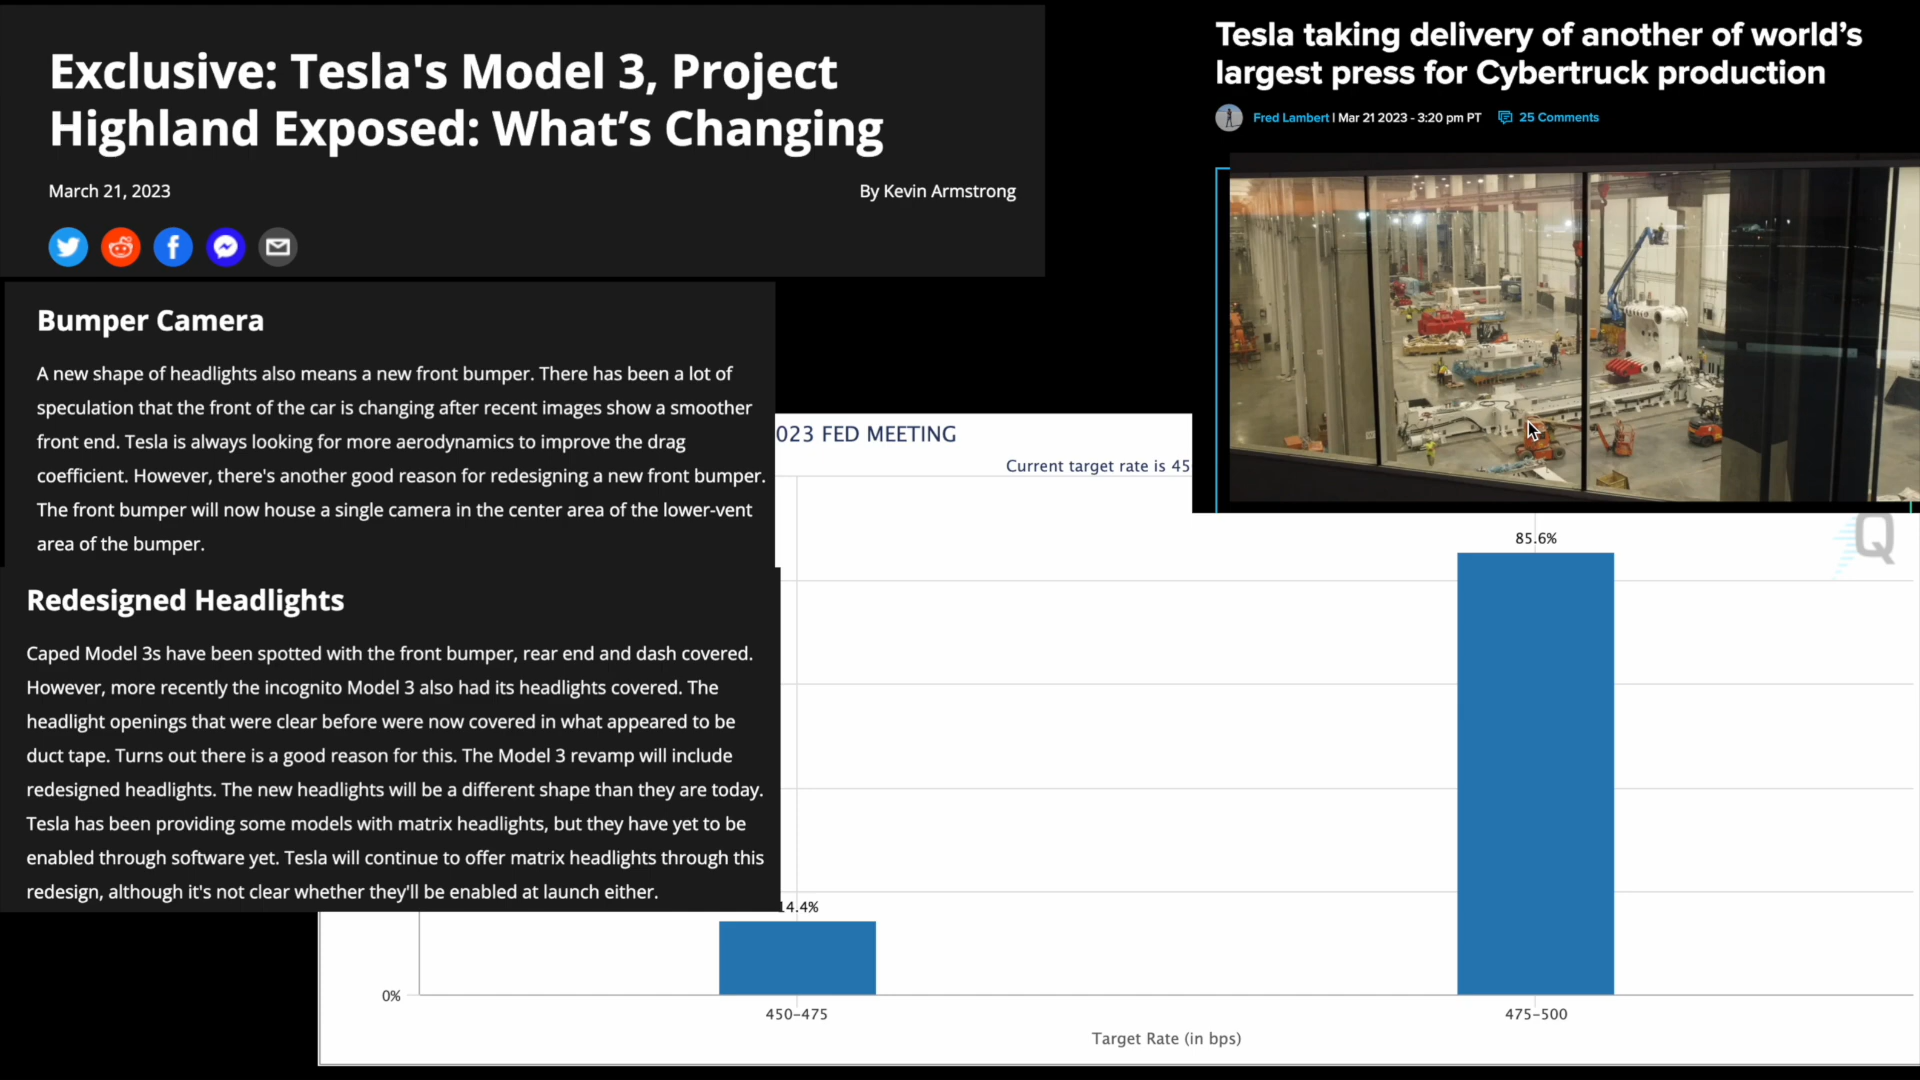 Exclusive: Tesla's Model 3, Project
Highland Exposed: What’s Changing
March 21, 2023
By Kevin Armstrong
Bumper Camera
A new shape of headlights also means a new front bumper. There has been a lot of
speculation that the front of the car is changing after recent images show a smoother
front end. Tesla is always looking for more aerodynamics to improve the drag
coefficient. However, there's another good reason for redesigning a new front bumper.
The front bumper will now house a single camera in the center area of the lower-vent
area of the bumper.
Redesigned Headlights
Caped Model 3s have been spotted with the front bumper, rear end and dash covered.
However, more recently the incognito Model 3 also had its headlights covered. The
headlight openings that were clear before were now covered in what appeared to be
duct tape. Turns out there is a good reason for this. The Model 3 revamp will include
redesigned headlights. The new headlights will be a different shape than they are today.
Tesla has been providing some models with matrix headlights, but they have yet to be
enabled through software yet. Tesla will continue to offer matrix headlights through this
redesign, although it's not clear whether they'll be enabled at launch either.
Tesla taking delivery of another of world’s
largest press for Cybertruck production
Fred Lambert | Mar 21 2023 - 3:20 pm PT
25 Comments
023 FED MEETING
Current target rate is 45
85.6%
Q
14.4%
0%
450–475
475–500
Target Rate (in bps)